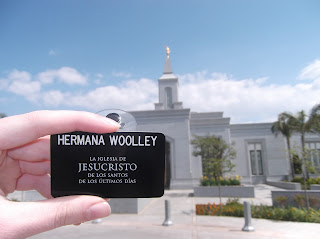 HERMANA WOOLLEY
LA IGLESIA DE
JESUCRISTO
DE LOS SANTOS
DE LOS ÚLTIMOS DÍAS